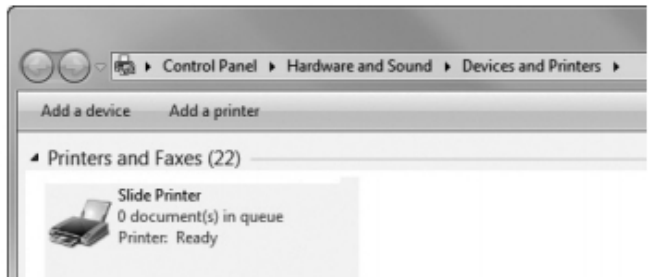 Control Panel Hardware and Sound Devices and Printers
Add a device Add a printer
Printers and Faxes (22)
Slide Printer
0 document(s) in queue
Printer: Ready